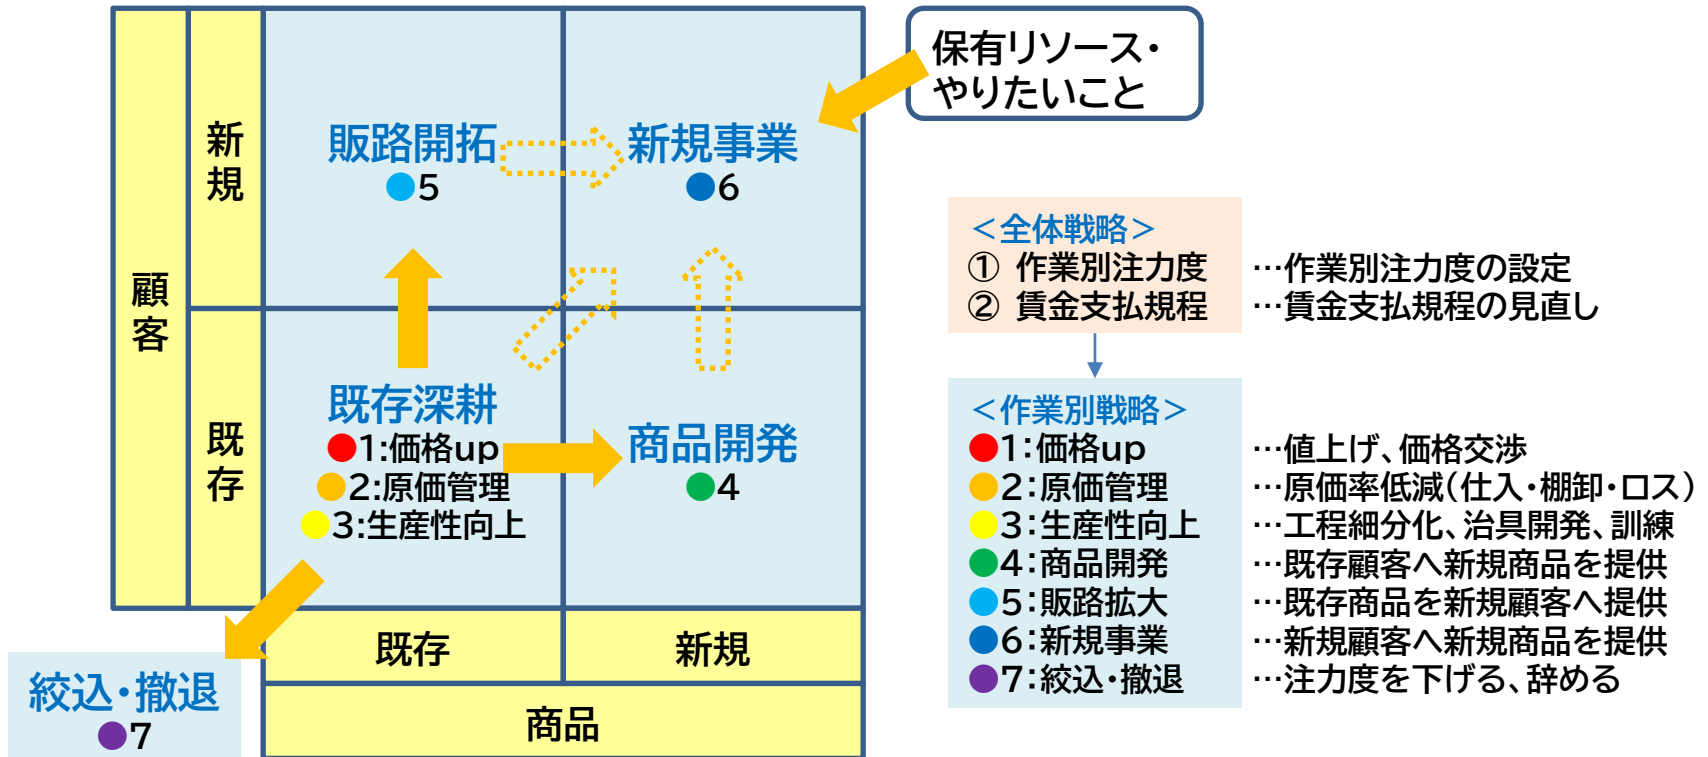 保有リソース・
やりたいこと
顧客
新規
既存
販路開拓
●5
新規事業
●6
既存深耕
●1:価格up
●2:原価管理
●3:生産性向上
商品開発
●4
既存
新規
商品
絞込・撤退
●7
＜全体戦略＞
① 作業別注力度 …作業別注力度の設定
② 賃金支払規程 …賃金支払規程の見直し
＜作業別戦略＞
●1：価格up …値上げ、価格交渉
●2：原価管理 …原価率低減（仕入・棚卸・ロス）
●3：生産性向上 …工程細分化、治具開発、訓練
●4：商品開発 …既存顧客へ新規商品を提供
●5：販路拡大 …既存商品を新規顧客へ提供
●6：新規事業 …新規顧客へ新規商品を提供
●7：絞込・撤退 …注力度を下げる、辞める